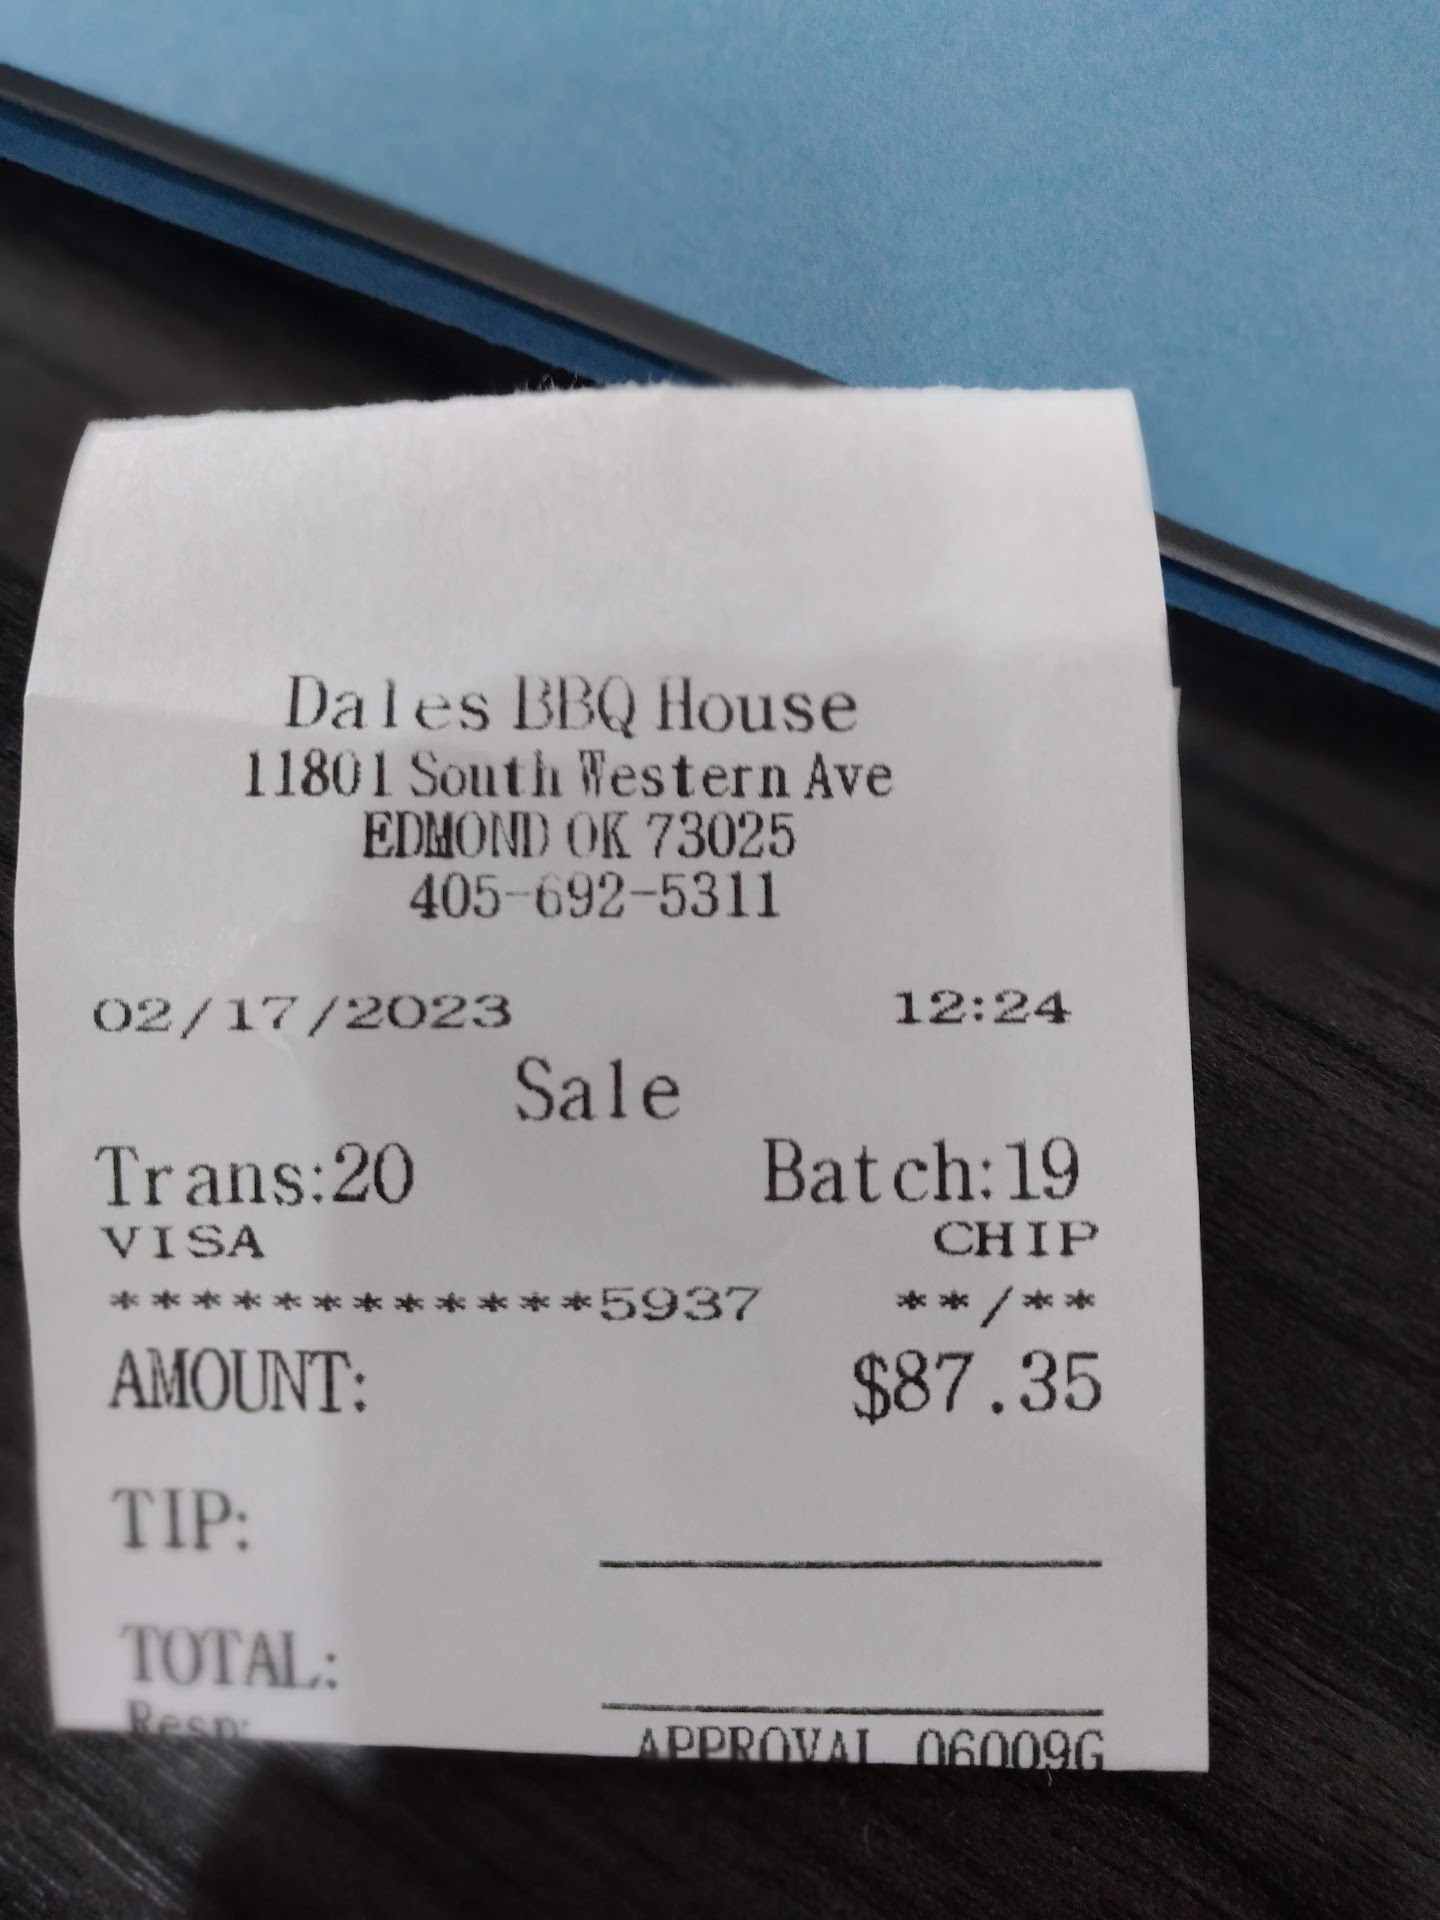 Dales BBQ House
11801 South Western Ave
EDMOND OK 73025
405-692-5311
02/17/2023 12:24
Sale
Trans:20 Batch:19
VISA CHIP
************5937 **/**
AMOUNT: $87.35
TIP:
TOTAL:
Resp: APPROVAL 06009G